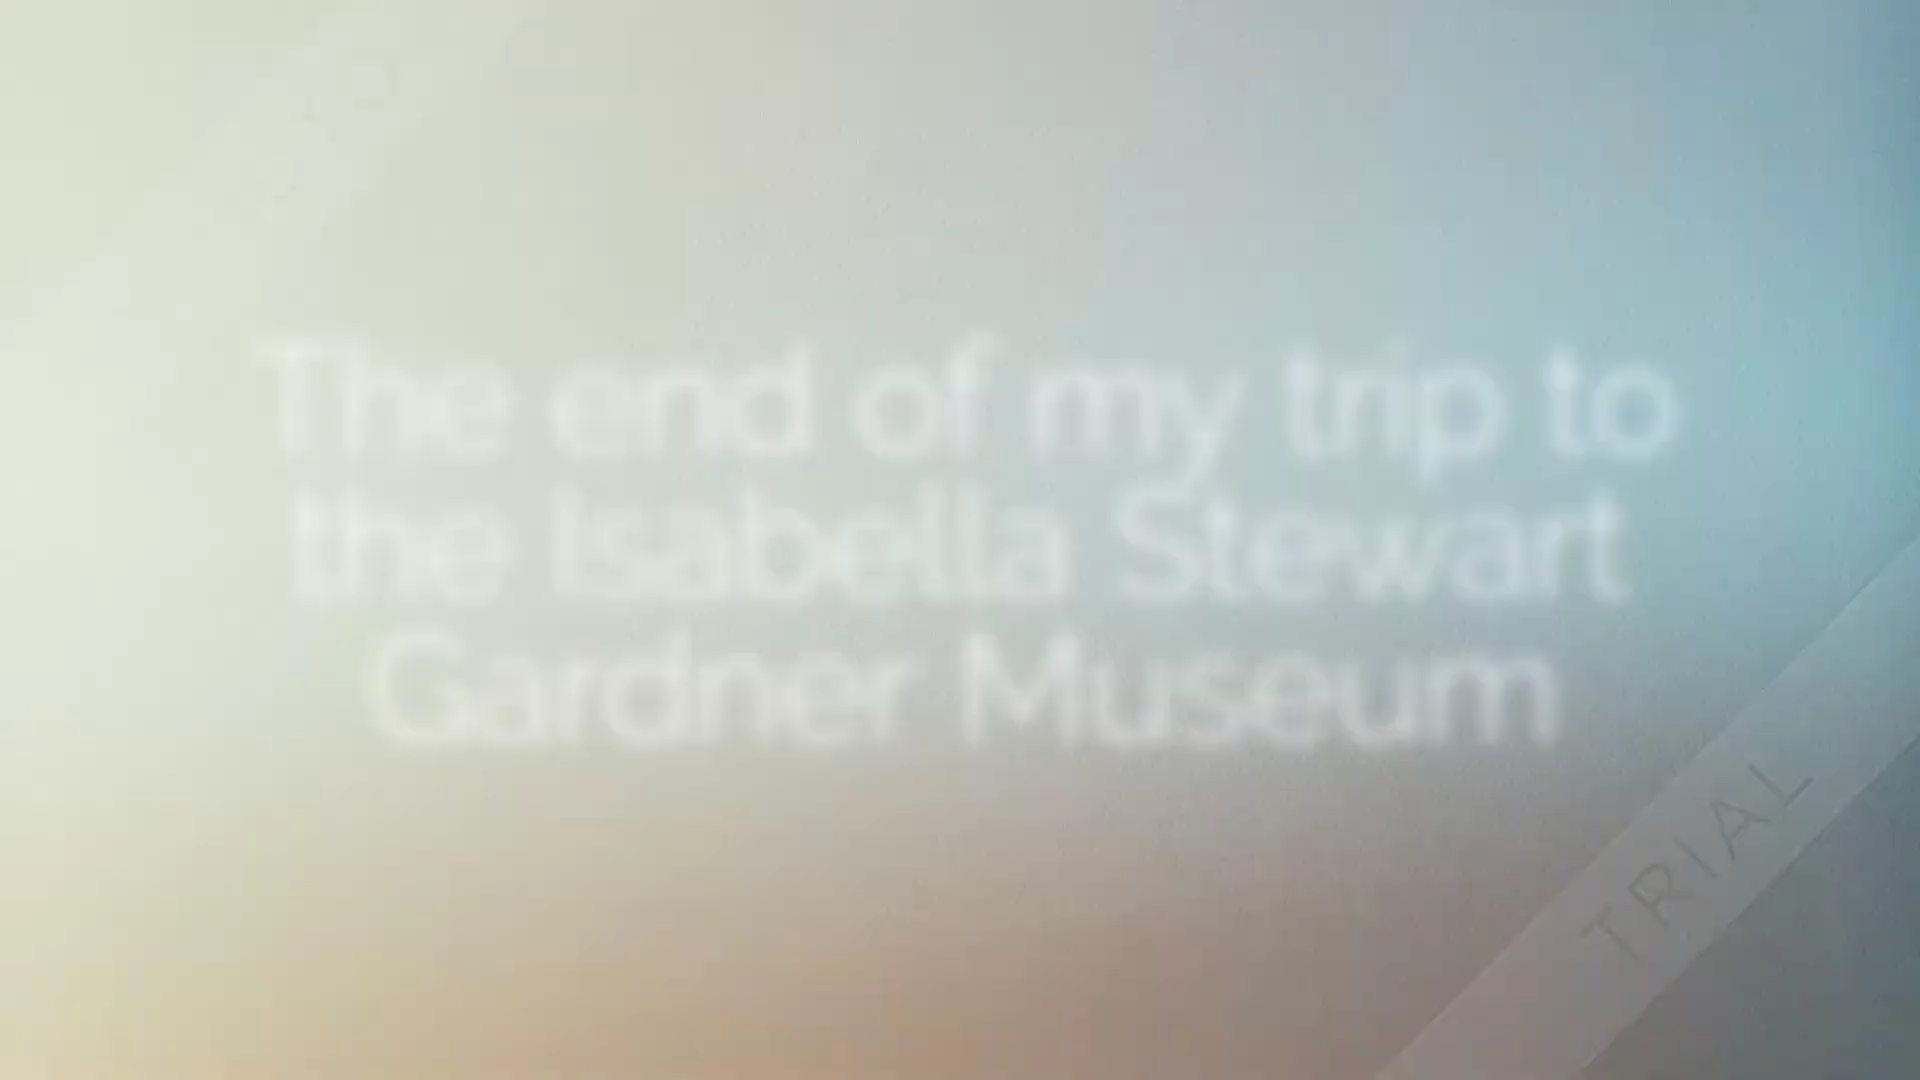 The end of my trip to
the Isabella Stewart
Gardner Museum
TRIAL